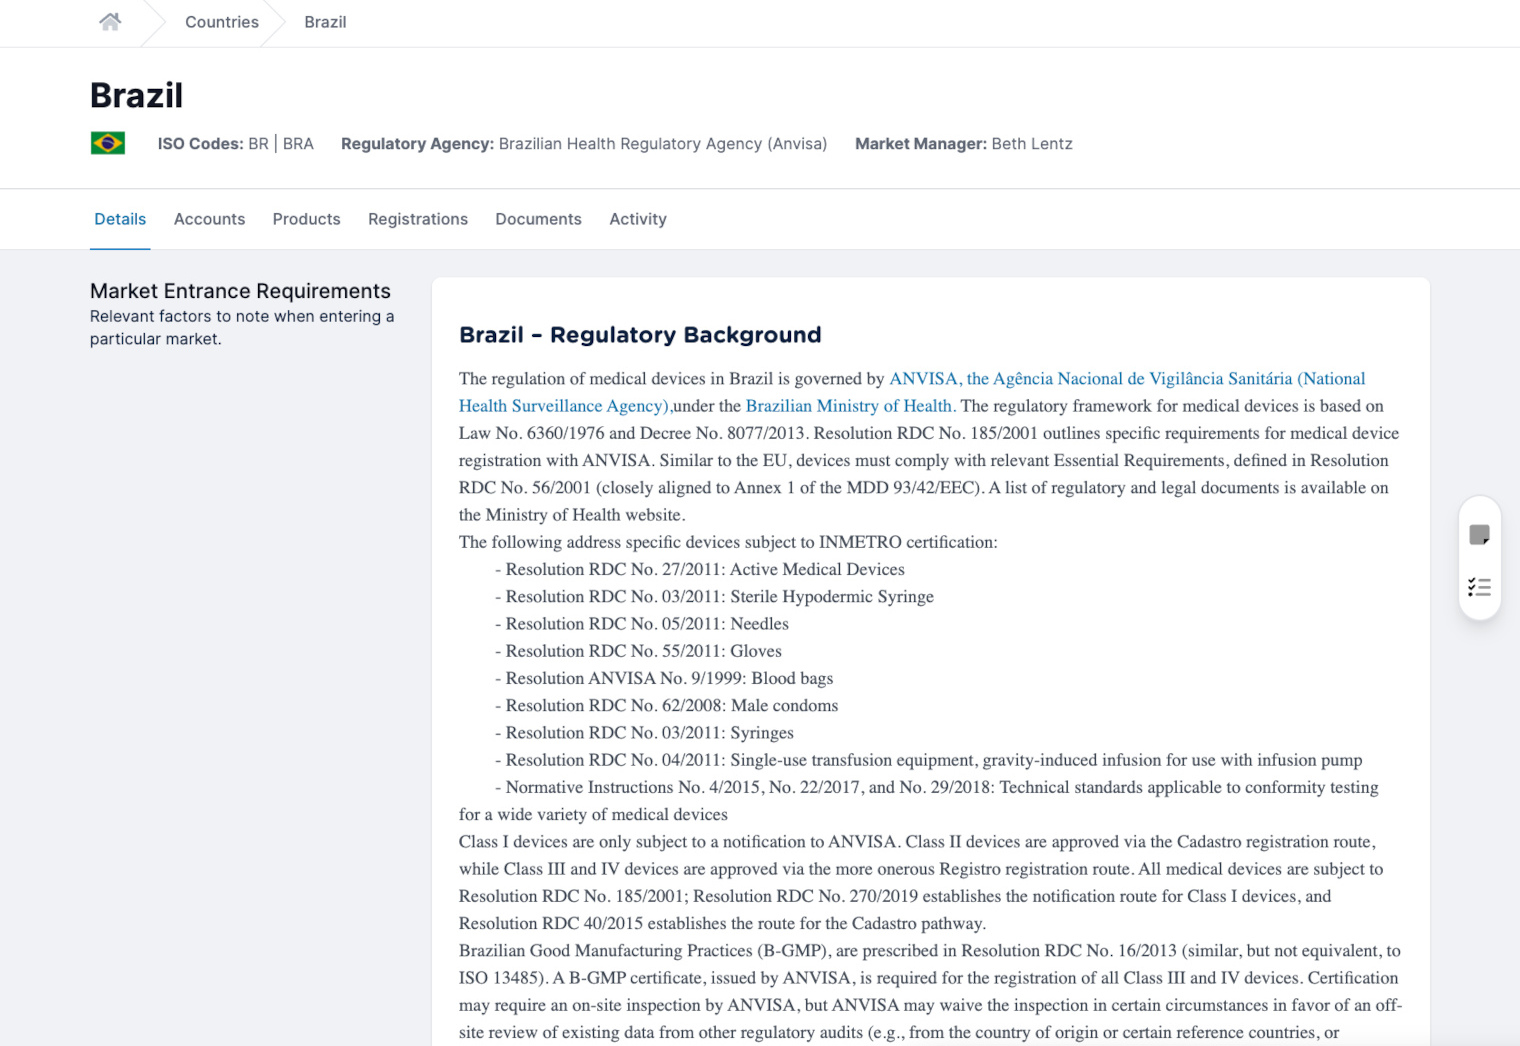 Countries
Brazil
Brazil
ISO Codes: BR | BRA
Regulatory Agency: Brazilian Health Regulatory Agency (Anvisa)
Market Manager: Beth Lentz
Details
Accounts
Products
Registrations
Documents
Activity
Market Entrance Requirements
Relevant factors to note when entering a
particular market.
Brazil – Regulatory Background
The regulation of medical devices in Brazil is governed by ANVISA, the Agência Nacional de Vigilância Sanitária (National
Health Surveillance Agency),under the Brazilian Ministry of Health. The regulatory framework for medical devices is based on
Law No. 6360/1976 and Decree No. 8077/2013. Resolution RDC No. 185/2001 outlines specific requirements for medical device
registration with ANVISA. Similar to the EU, devices must comply with relevant Essential Requirements, defined in Resolution
RDC No. 56/2001 (closely aligned to Annex 1 of the MDD 93/42/EEC). A list of regulatory and legal documents is available on
the Ministry of Health website.
The following address specific devices subject to INMETRO certification:
- Resolution RDC No. 27/2011: Active Medical Devices
- Resolution RDC No. 03/2011: Sterile Hypodermic Syringe
- Resolution RDC No. 05/2011: Needles
- Resolution RDC No. 55/2011: Gloves
- Resolution ANVISA No. 9/1999: Blood bags
- Resolution RDC No. 62/2008: Male condoms
- Resolution RDC No. 03/2011: Syringes
- Resolution RDC No. 04/2011: Single-use transfusion equipment, gravity-induced infusion for use with infusion pump
- Normative Instructions No. 4/2015, No. 22/2017, and No. 29/2018: Technical standards applicable to conformity testing
for a wide variety of medical devices
Class I devices are only subject to a notification to ANVISA. Class II devices are approved via the Cadastro registration route,
while Class III and IV devices are approved via the more onerous Registro registration route. All medical devices are subject to
Resolution RDC No. 185/2001; Resolution RDC No. 270/2019 establishes the notification route for Class I devices, and
Resolution RDC 40/2015 establishes the route for the Cadastro pathway.
Brazilian Good Manufacturing Practices (B-GMP), are prescribed in Resolution RDC No. 16/2013 (similar, but not equivalent, to
ISO 13485). A B-GMP certificate, issued by ANVISA, is required for the registration of all Class III and IV devices. Certification
may require an on-site inspection by ANVISA, but ANVISA may waive the inspection in certain circumstances in favor of an off-
site review of existing data from other regulatory audits (e.g., from the country of origin or certain reference countries, or